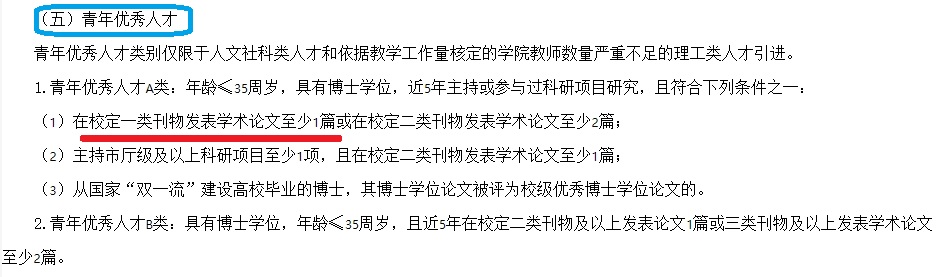 （五）青年优秀人才
青年优秀人才类别仅限于人文社科类人才和依据教学工作量核定的学院教师数量严重不足的理工类人才引进。
1.青年优秀人才A类：年龄≤35周岁，具有博士学位，近5年主持或参与过科研项目研究，且符合下列条件之一：
（1）在校定一类刊物发表学术论文至少1篇或在校定二类刊物发表学术论文至少2篇；
（2）主持市厅级及以上科研项目至少1项，且在校定二类刊物发表学术论文至少1篇；
（3）从国家“双一流”建设高校毕业的博士，其博士学位论文被评为校级优秀博士学位论文的。
2.青年优秀人才B类：具有博士学位，年龄≤35周岁，且近5年在校定二类刊物及以上发表论文1篇或三类刊物及以上发表学术论文
至少2篇。